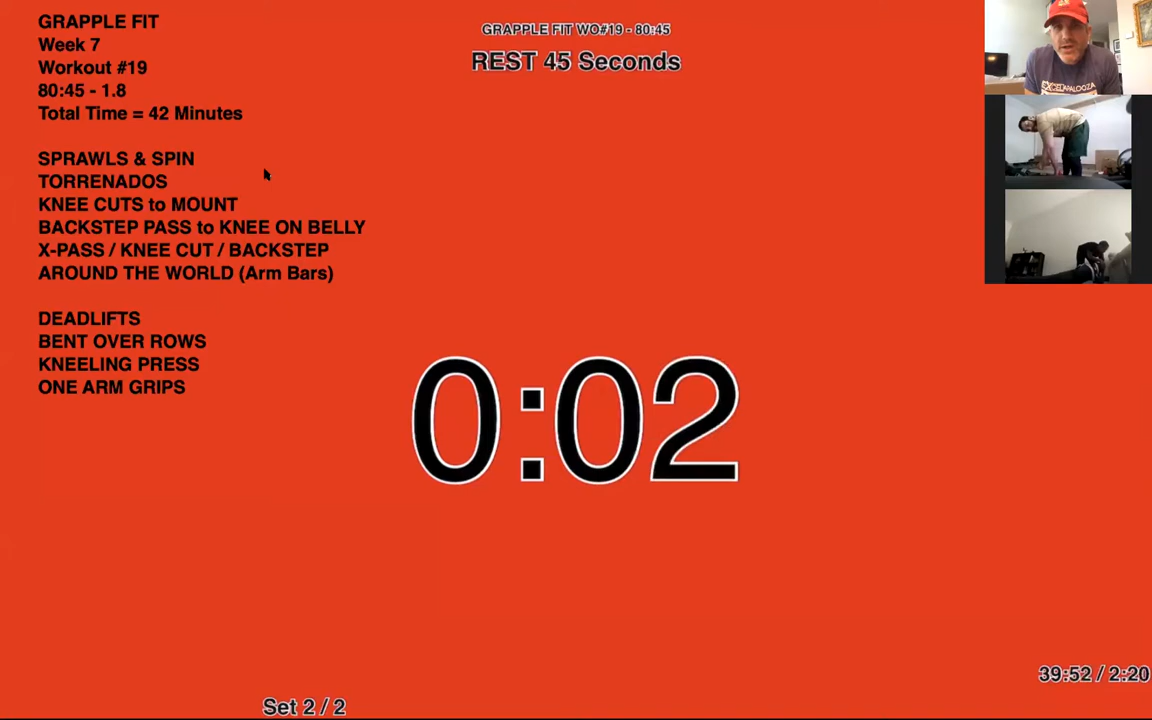 GRAPPLE FIT
Week 7
Workout #19
80:45 - 1.8
Total Time = 42 Minutes
SPRAWLS & SPIN
TORRENADOS
KNEE CUTS to MOUNT
BACKSTEP PASS to KNEE ON BELLY
X-PASS / KNEE CUT / BACKSTEP
AROUND THE WORLD (Arm Bars)
DEADLIFTS
BENT OVER ROWS
KNEELING PRESS
ONE ARM GRIPS
GRAPPLE FIT WO#19 - 80:45
REST 45 Seconds
0:02
39:52 / 2:20
Set 2 / 2